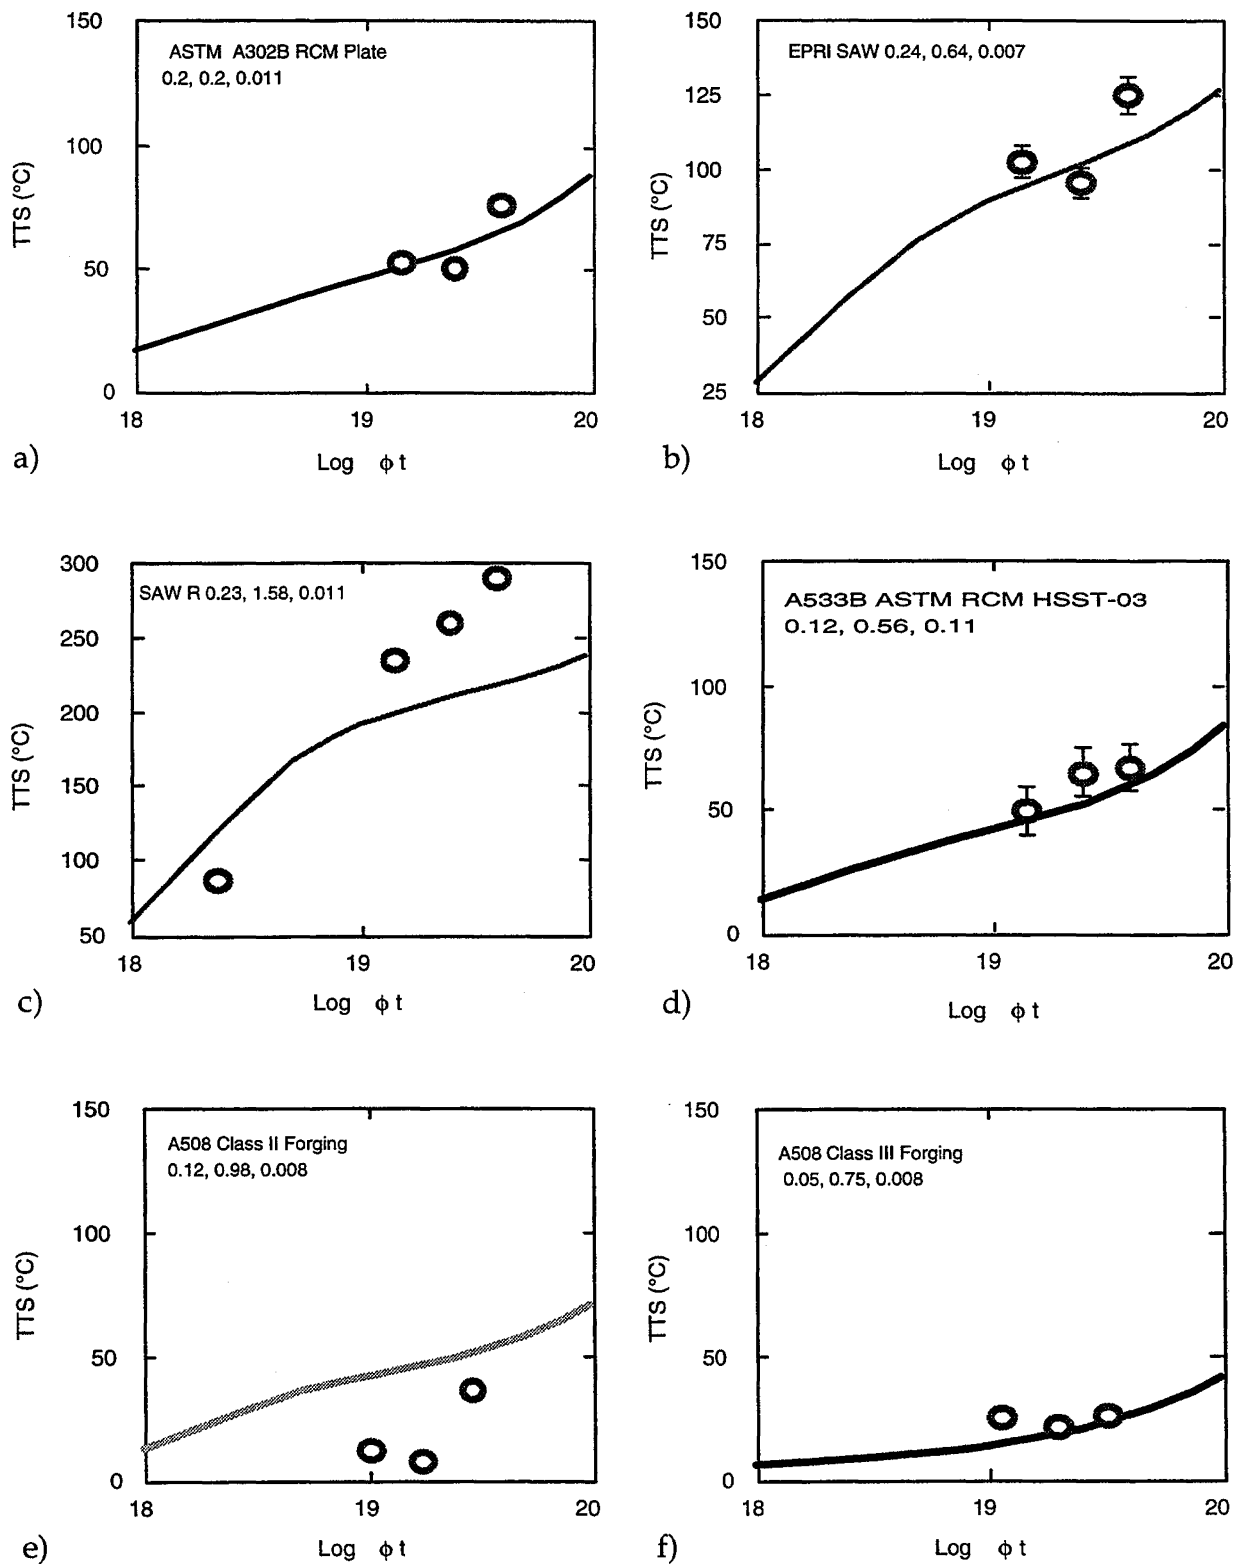 150
ASTM A302B RCM Plate
0.2, 0.2, 0.011
100
TTS (°C)
50
0
18 19 20
a)
Log ϕ t
150
EPRI SAW 0.24, 0.64, 0.007
125
100
TTS (°C)
75
50
25
18 19 20
b)
Log ϕ t
300
SAW R 0.23, 1.58, 0.011
250
200
TTS (°C)
150
100
50
18 19 20
c)
Log ϕ t
150
A533B ASTM RCM HSST-03
0.12, 0.56, 0.11
100
TTS (°C)
50
0
18 19 20
d)
Log ϕ t
150
A508 Class II Forging
0.12, 0.98, 0.008
100
TTS (°C)
50
0
18 19 20
e)
Log ϕ t
150
A508 Class III Forging
0.05, 0.75, 0.008
100
TTS (°C)
50
0
18 19 20
f)
Log ϕ t